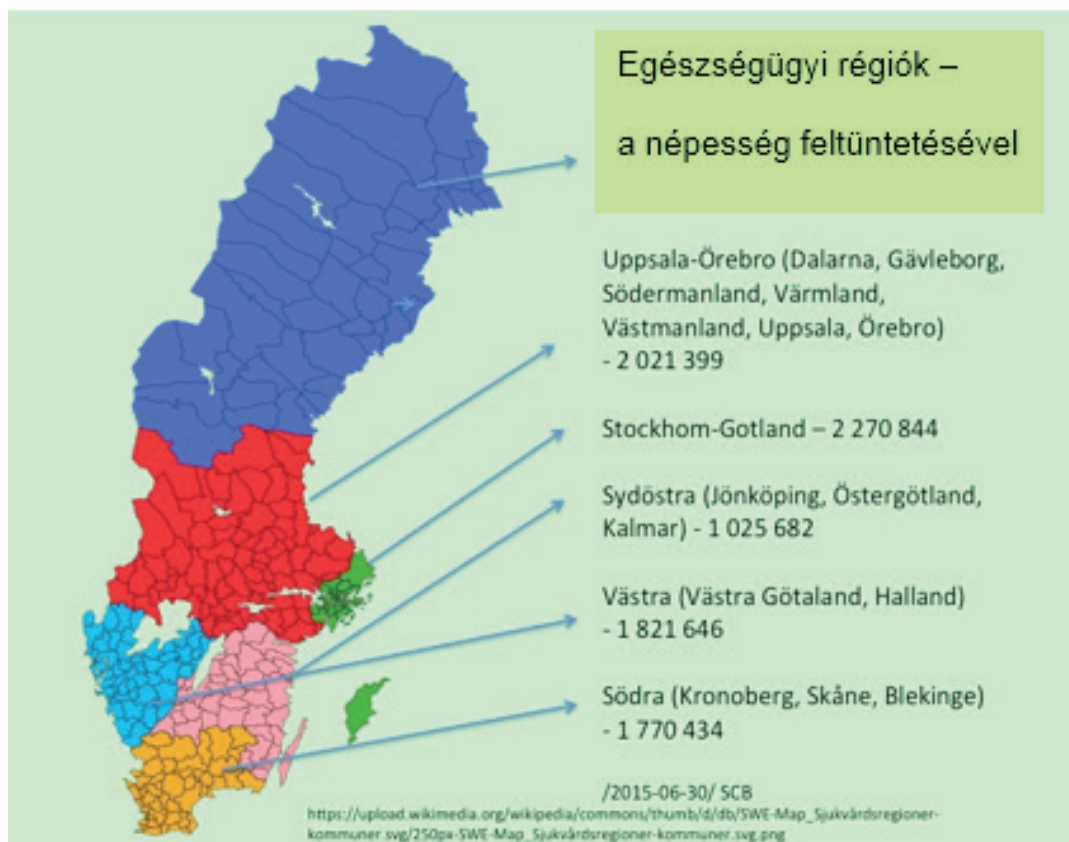 Egészségügyi régiók –
a népesség feltüntetésével
Uppsala-Örebro (Dalarna, Gävleborg,
Södermanland, Värmland,
Västmanland, Uppsala, Örebro)
- 2 021 399
Stockhom-Gotland – 2 270 844
Sydöstra (Jönköping, Östergötland,
Kalmar) - 1 025 682
Västra (Västra Götaland, Halland)
- 1 821 646
Södra (Kronoberg, Skåne, Blekinge)
- 1 770 434
/2015-06-30/ SCB
https://upload.wikimedia.org/wikipedia/commons/thumb/d/db/SWE-Map_Sjukvårdsregioner-
kommuner.svg/250px-SWE-Map_Sjukvårdsregioner-kommuner.svg.png